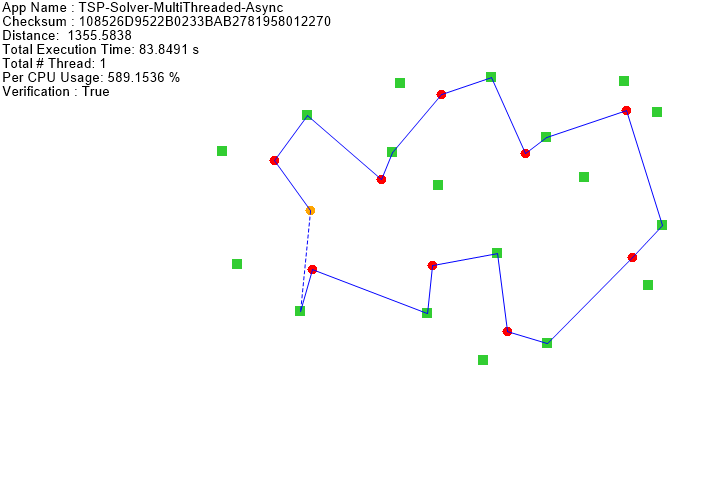 App Name : TSP-Solver-MultiThreaded-Async
Checksum : 108526D9522B0233BAB2781958012270
Distance:  1355.5838
Total Execution Time: 83.8491 s
Total # Thread: 1
Per CPU Usage: 589.1536 %
Verification : True